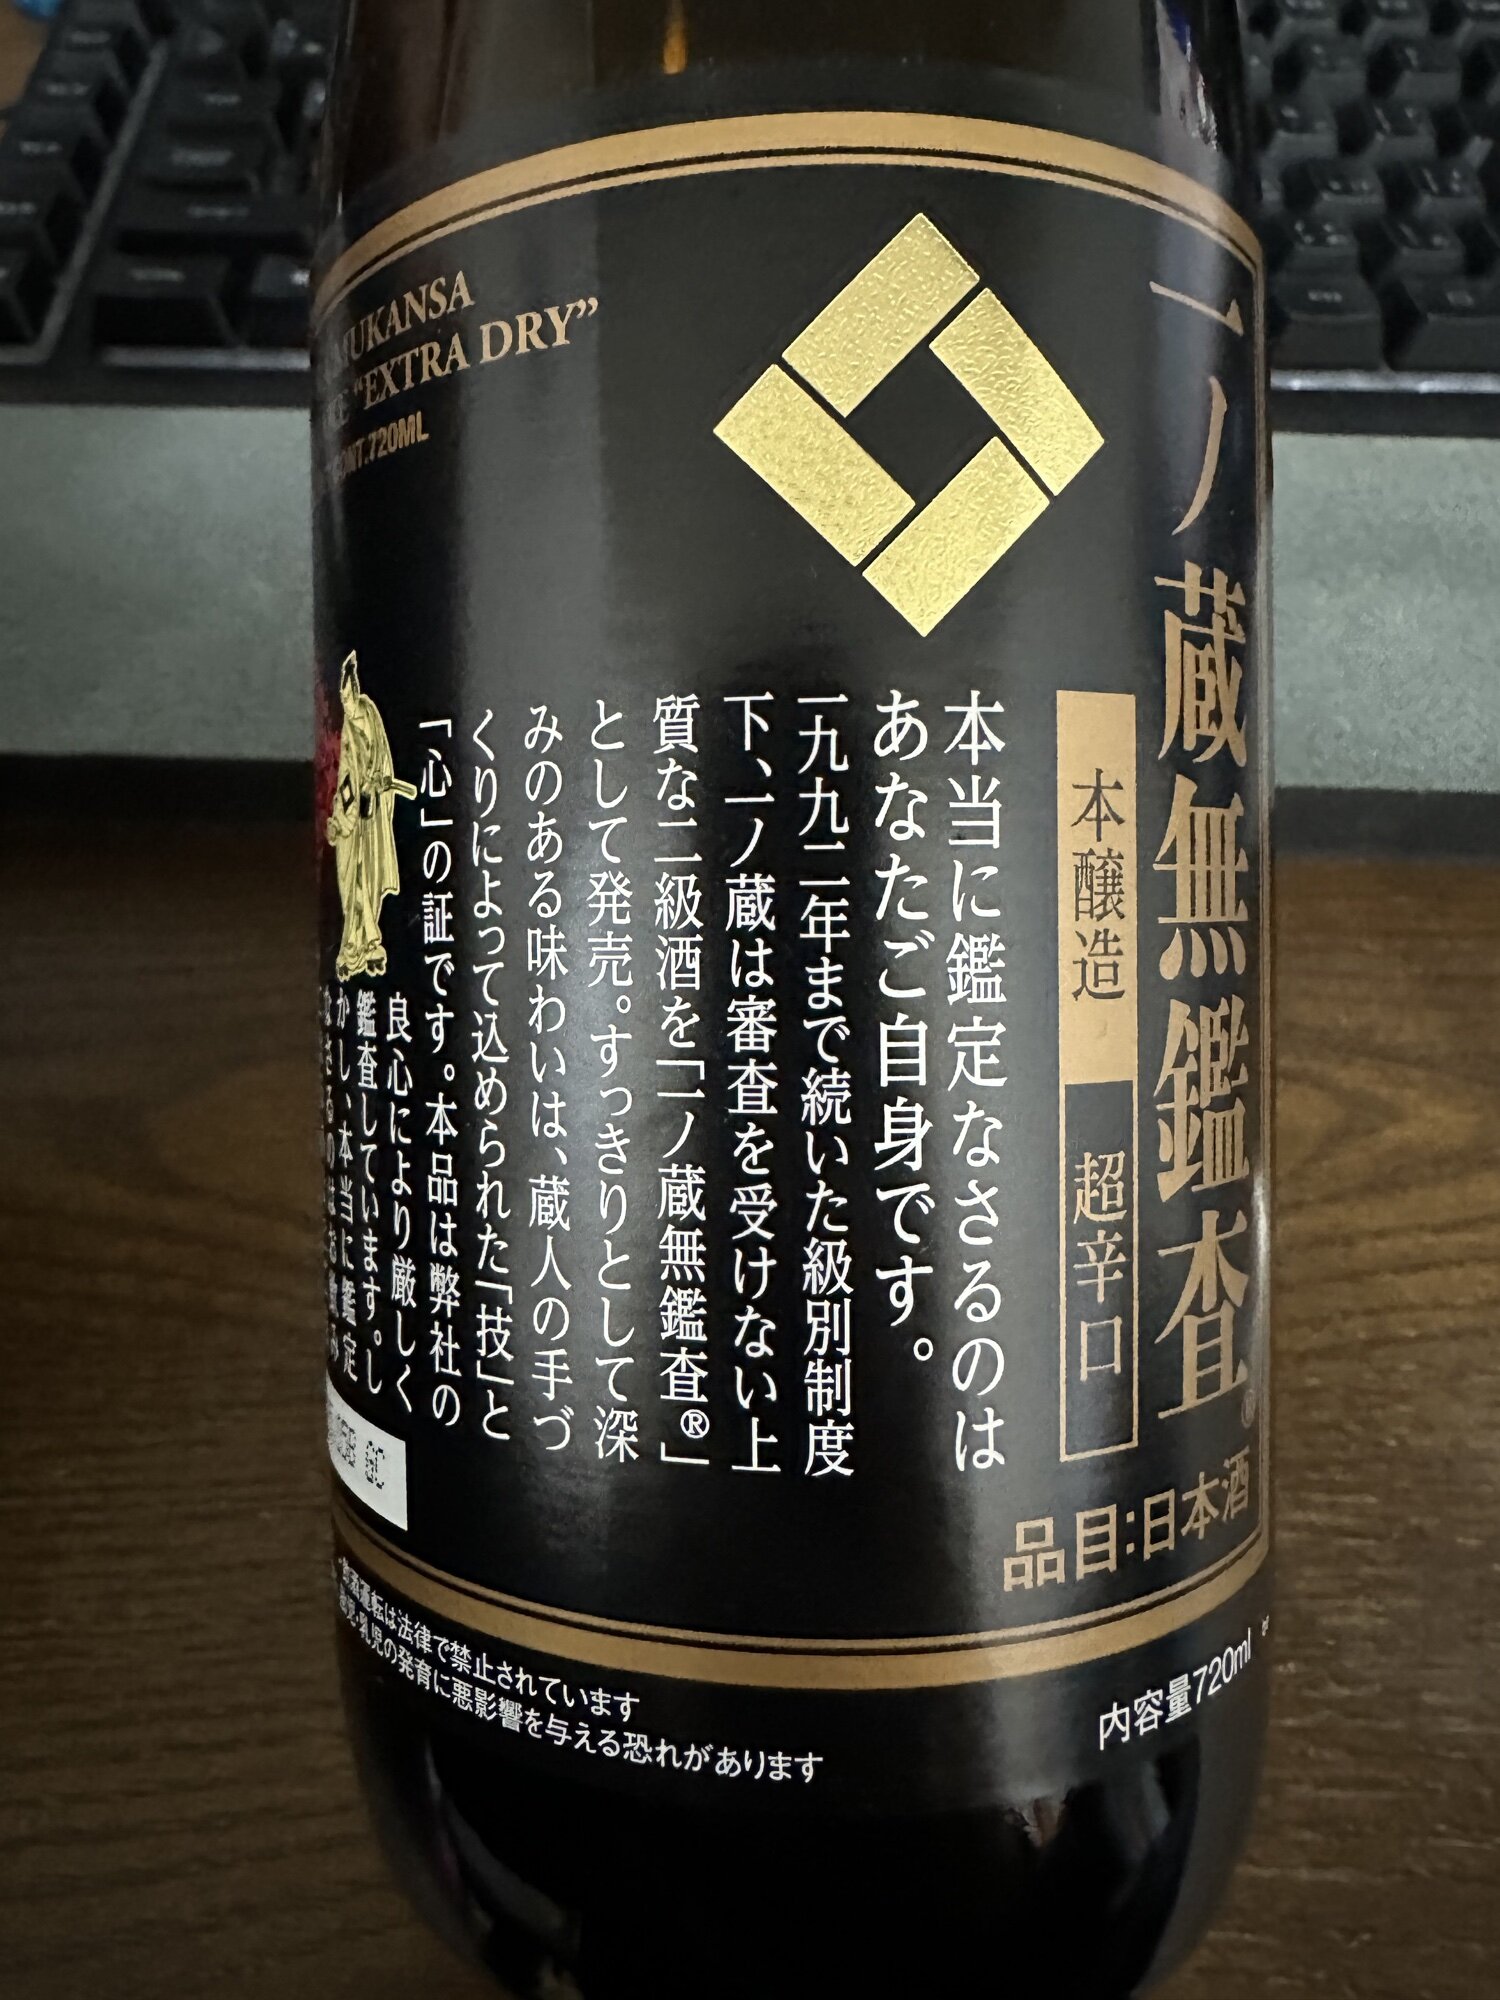 一ノ蔵無鑑査®
本醸造 超辛口
品目:日本酒
本当に鑑定なさるのは
あなたご自身です。
一九九二年まで続いた級別制度
下、一ノ蔵は審査を受けない上
質な二級酒を「一ノ蔵無鑑査®」
として発売。すっきりとして深
みのある味わいは、蔵人の手づ
くりによって込められた「技」と
「心」の証です。本品は弊社の
良心により厳しく
鑑査しています。し
かし、本当に鑑定
なさるのは
MUKANSA
“EXTRA DRY”
CONT.720ML
飲酒運転は法律で禁止されています
胎児・乳児の発育に悪影響を与える恐れがあります
内容量720ml